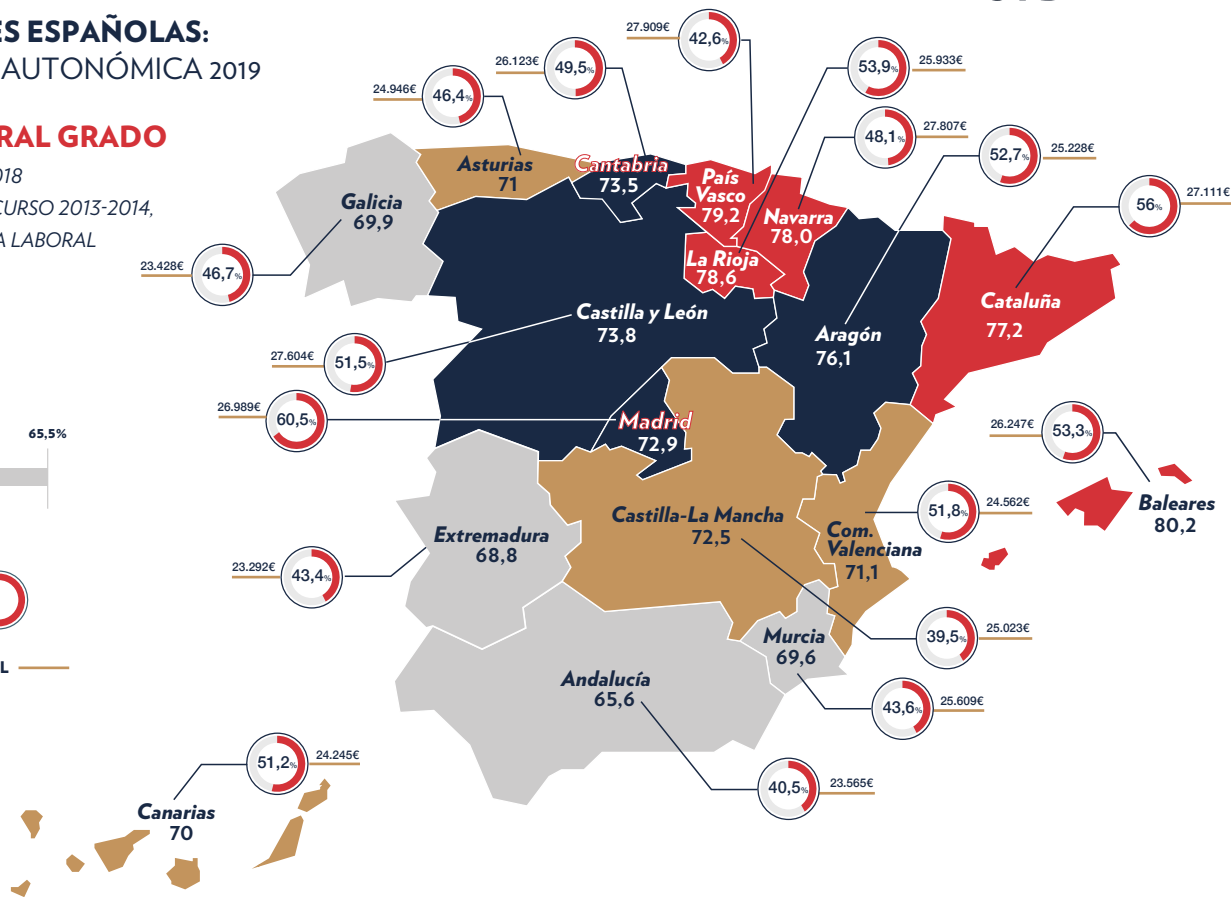 ES ESPAÑOLAS:
AUTONÓMICA 2019
RAL GRADO
018
CURSO 2013-2014,
A LABORAL
65,5%
L
27.909€
42,6%
26.123€
49,5%
53,9%
25.933€
24.946€
46,4%
48,1%
27.807€
52,7%
25.228€
56%
27.111€
Asturias
71
Cantabria
73,5
País
Vasco
79,2
Navarra
78,0
La Rioja
78,6
Galicia
69,9
23.428€
46,7%
Castilla y León
73,8
Aragón
76,1
Cataluña
77,2
27.604€
51,5%
26.989€
60,5%
Madrid
72,9
26.247€
53,3%
Baleares
80,2
Castilla-La Mancha
72,5
Com.
Valenciana
71,1
51,8%
24.562€
Extremadura
68,8
23.292€
43,4%
39,5%
25.023€
Murcia
69,6
43,6%
25.609€
Andalucía
65,6
40,5%
23.565€
51,2%
24.245€
Canarias
70